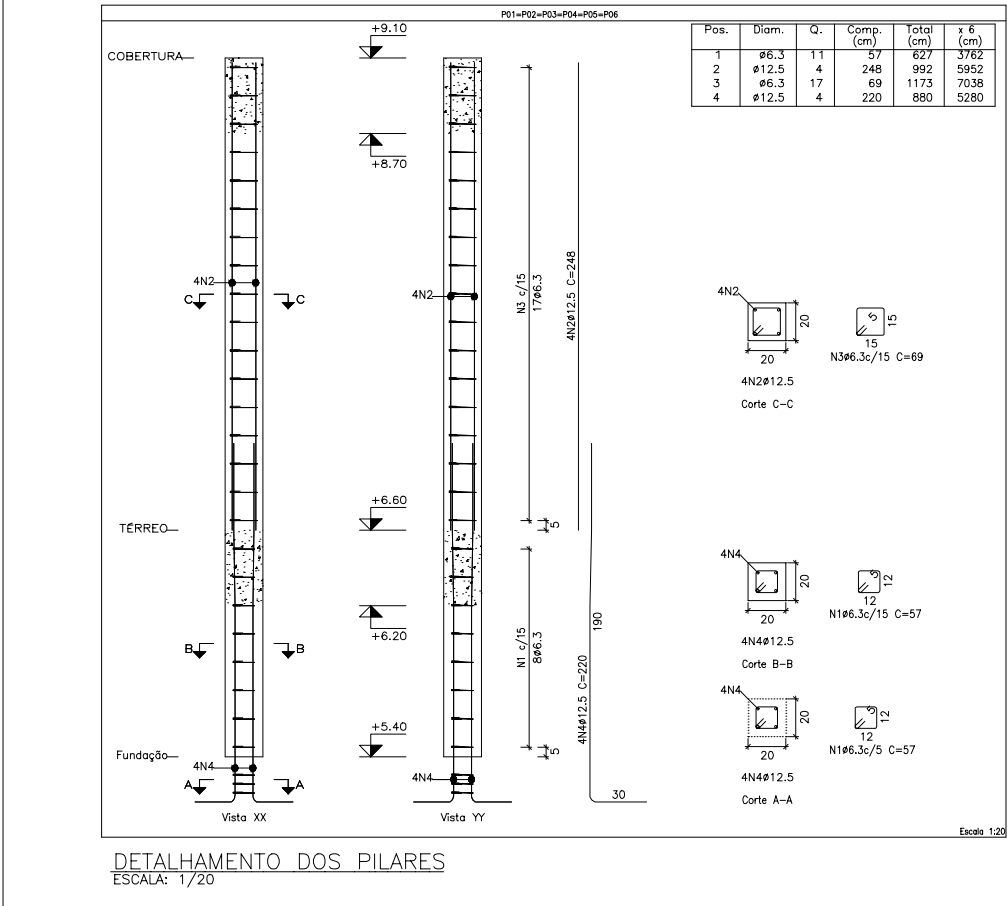 P01=P02=P03=P04=P05=P06
Pos. Diam. Q. Comp. (cm) Total (cm) x 6 (cm)
1 ø6.3 11 57 627 3762
2 ø12.5 4 248 992 5952
3 ø6.3 17 69 1173 7038
4 ø12.5 4 220 880 5280
+9.10
COBERTURA
+8.70
4N2
4N2
C C
N3 c/15
17ø6.3
4N2ø12.5 C=248
4N2
20
20
4N2ø12.5
Corte C-C
5
15
15
N3ø6.3c/15 C=69
+6.60
TÉRREO
5
+6.20
B B
N1 c/15
8ø6.3
190
4N4ø12.5 C=220
4N4
20
20
4N4ø12.5
Corte B-B
5
12
12
N1ø6.3c/15 C=57
+5.40
Fundação
5
4N4
4N4
A A
30
Vista XX
Vista YY
4N4
20
20
4N4ø12.5
Corte A-A
5
12
12
N1ø6.3c/5 C=57
Escala 1:20
DETALHAMENTO DOS PILARES
ESCALA: 1/20